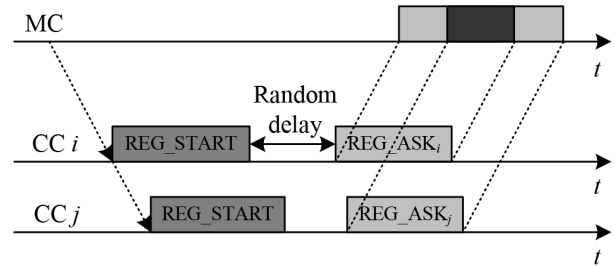 MC
t
Random
delay
CC i
REG_START
REG_ASKi
t
CC j
REG_START
REG_ASKj
t